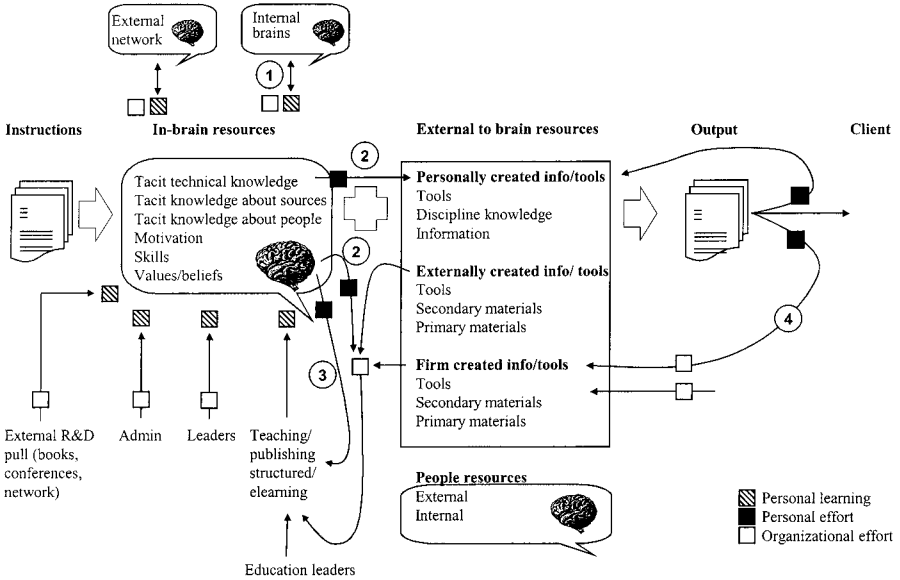 External
network
Internal
brains
1
Instructions
In-brain resources
External to brain resources
Output
Client
Tacit technical knowledge
Tacit knowledge about sources
Tacit knowledge about people
Motivation
Skills
Values/beliefs
2
2
3
Personally created info/tools
Tools
Discipline knowledge
Information
Externally created info/ tools
Tools
Secondary materials
Primary materials
Firm created info/tools
Tools
Secondary materials
Primary materials
4
External R&D
pull (books,
conferences,
network)
Admin
Leaders
Teaching/
publishing
structured/
elearning
Education leaders
People resources
External
Internal
Personal learning
Personal effort
Organizational effort